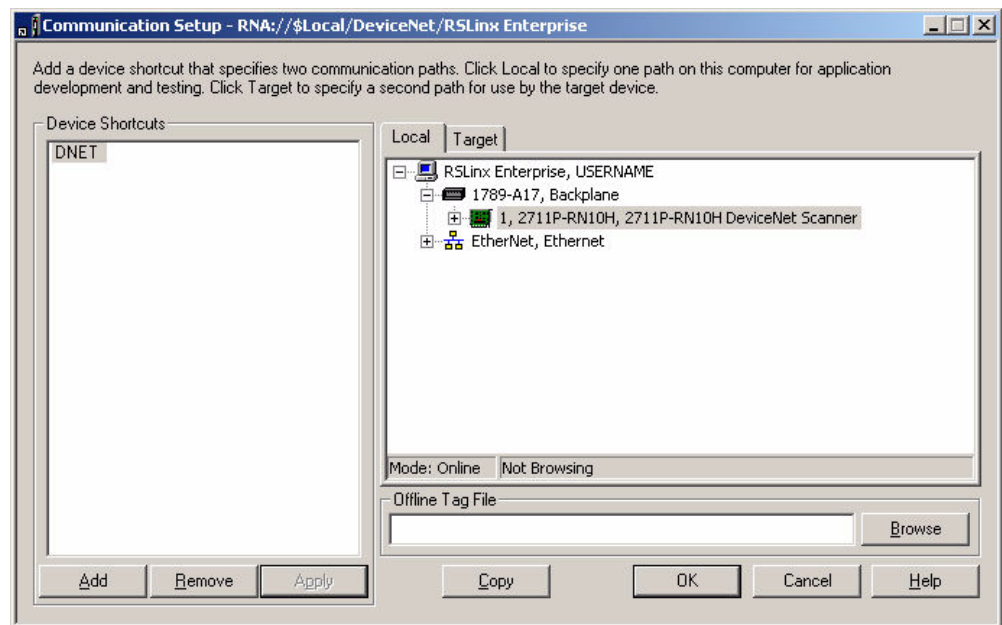 Communication Setup - RNA://$Local/DeviceNet/RSLinx Enterprise
Add a device shortcut that specifies two communication paths. Click Local to specify one path on this computer for application
development and testing. Click Target to specify a second path for use by the target device.
Device Shortcuts
DNET
Local Target
RSLinx Enterprise, USERNAME
1789-A17, Backplane
1, 2711P-RN10H, 2711P-RN10H DeviceNet Scanner
EtherNet, Ethernet
Mode: Online Not Browsing
Offline Tag File
Browse
Add Remove Apply Copy OK Cancel Help